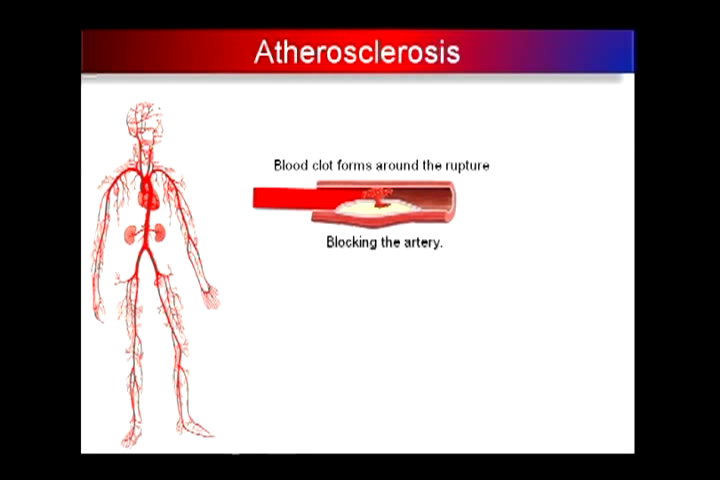 Atherosclerosis
Blood clot forms around the rupture
Blocking the artery.